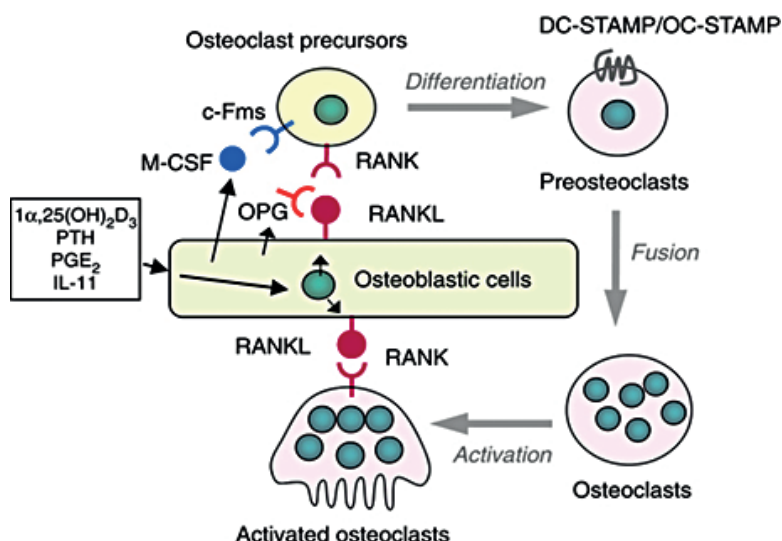 DC-STAMP/OC-STAMP
Osteoclast precursors
Differentiation
c-Fms
M-CSF
RANK
Preosteoclasts
OPG
RANKL
1α,25(OH)₂D₃
PTH
PGE₂
IL-11
Osteoblastic cells
Fusion
RANKL
RANK
Activation
Osteoclasts
Activated osteoclasts